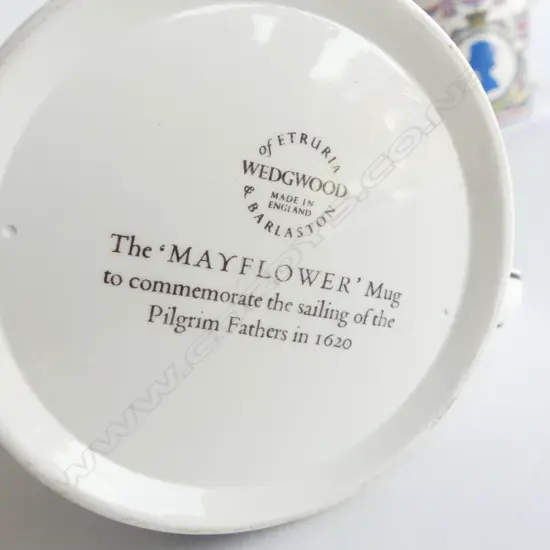 of ETRURIA
WEDGWOOD
MADE IN
ENGLAND
& BARLASTON
The 'MAYFLOWER' Mug
to commemorate the sailing of the
Pilgrim Fathers in 1620